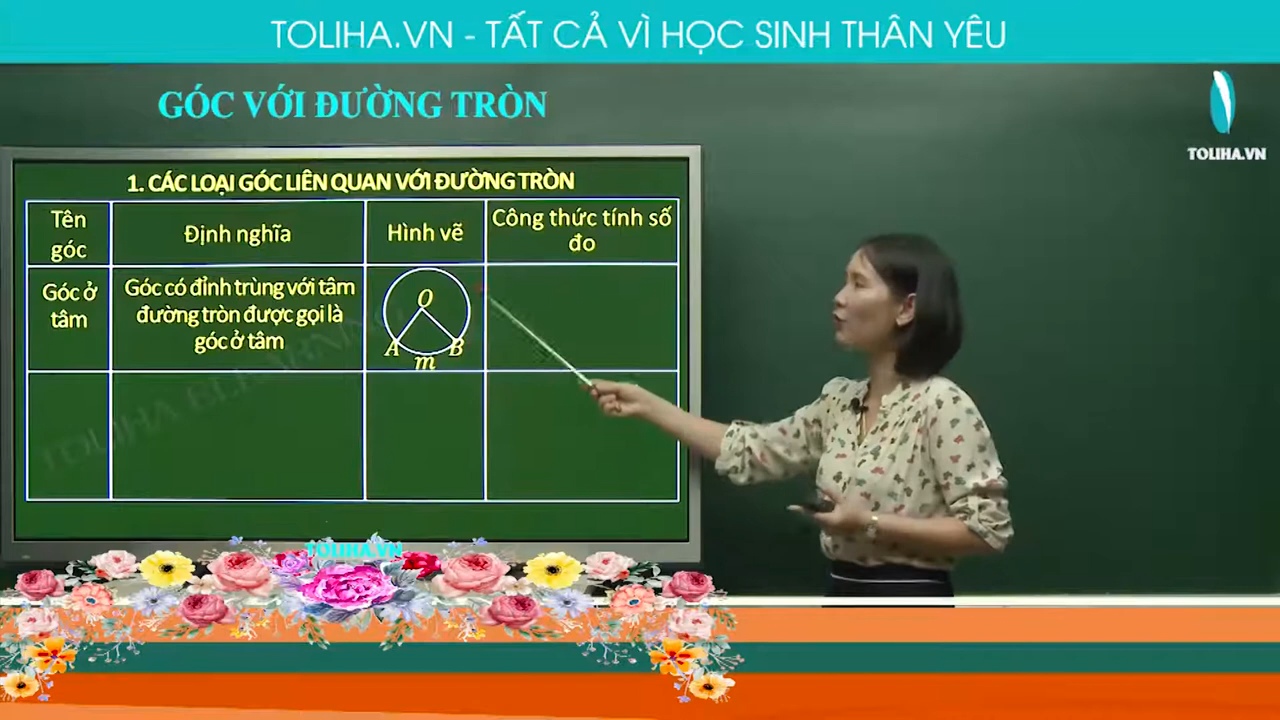 TOLIHA.VN - TẤT CẢ VÌ HỌC SINH THÂN YÊU
GÓC VỚI ĐƯỜNG TRÒN
TOLIHA.VN
1. CÁC LOẠI GÓC LIÊN QUAN VỚI ĐƯỜNG TRÒN
Tên
góc
Định nghĩa
Hình vẽ
Công thức tính số
đo
Góc ở
tâm
Góc có đỉnh trùng với tâm
đường tròn được gọi là
góc ở tâm
O
A
B
m
TOLIHA ELEARNING
TOLIHA.VN